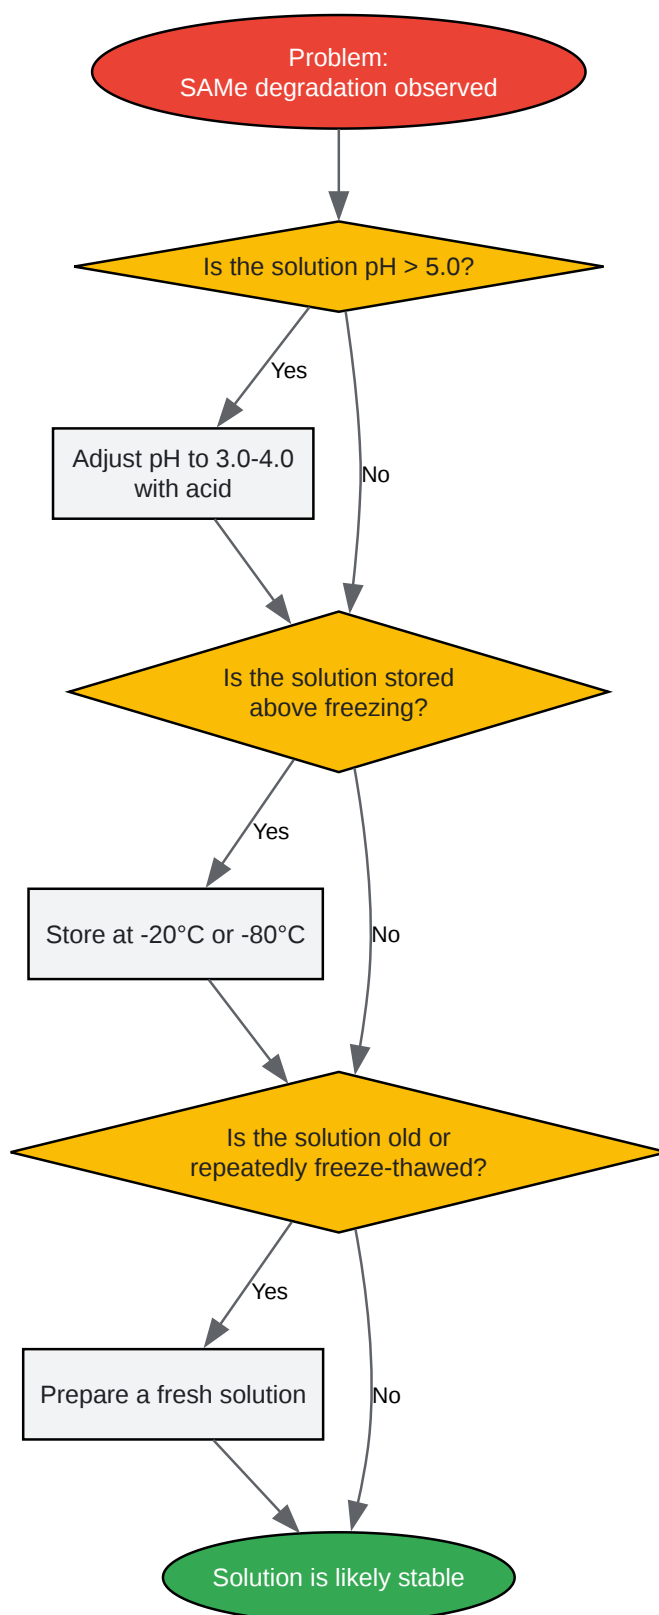 Problem:
SAMe degradation observed
Is the solution pH > 5.0?
Yes
Adjust pH to 3.0-4.0
with acid
No
Is the solution stored
above freezing?
Yes
Store at -20°C or -80°C
No
Is the solution old or
repeatedly freeze-thawed?
Yes
Prepare a fresh solution
No
Solution is likely stable